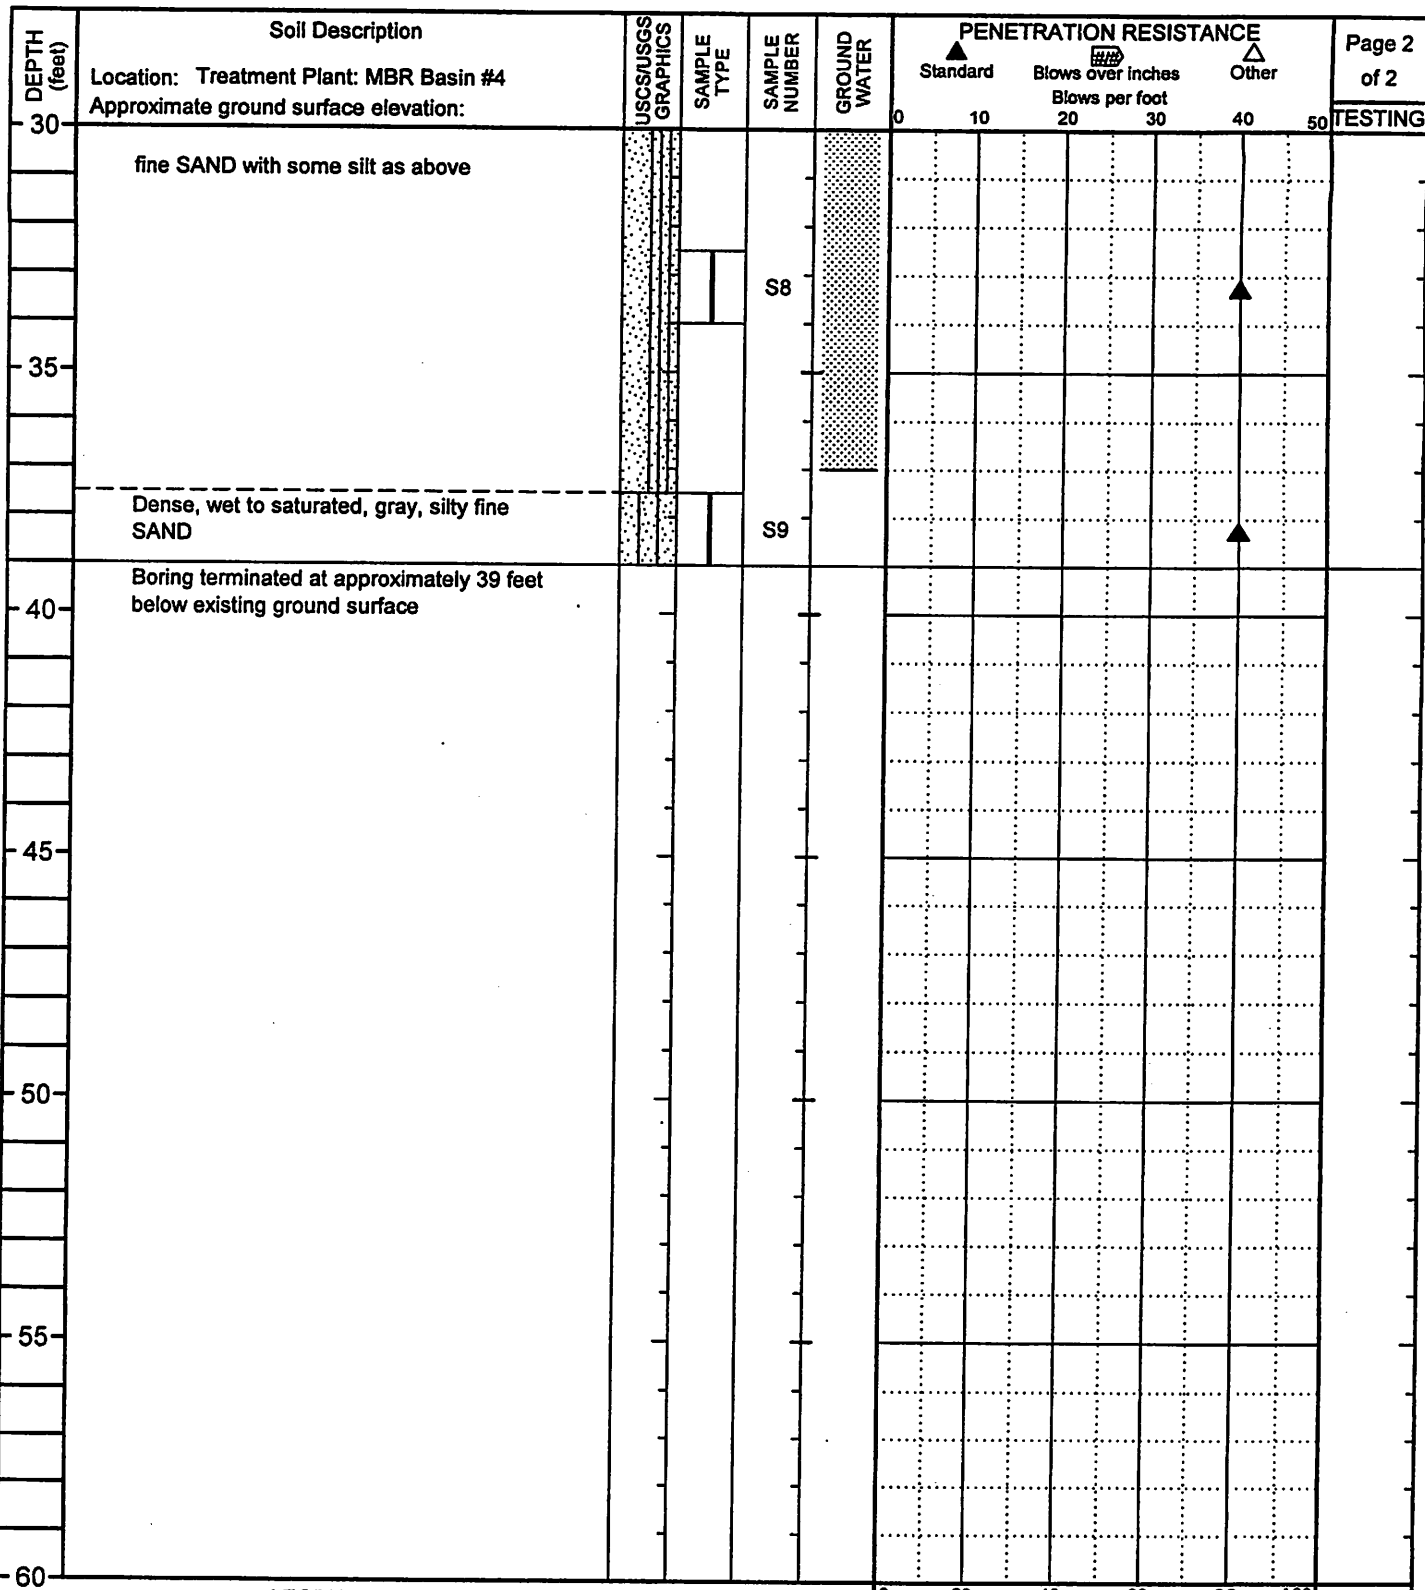 DEPTH
(feet)
Soil Description
Location: Treatment Plant: MBR Basin #4
Approximate ground surface elevation:
USCS/USGS
GRAPHICS
SAMPLE
TYPE
SAMPLE
NUMBER
GROUND
WATER
PENETRATION RESISTANCE
Standard
Blows over inches
Other
Blows per foot
0 10 20 30 40 50
Page 2
of 2
TESTING
30
fine SAND with some silt as above
S8
35
Dense, wet to saturated, gray, silty fine
SAND
S9
Boring terminated at approximately 39 feet
below existing ground surface
40
45
50
55
60